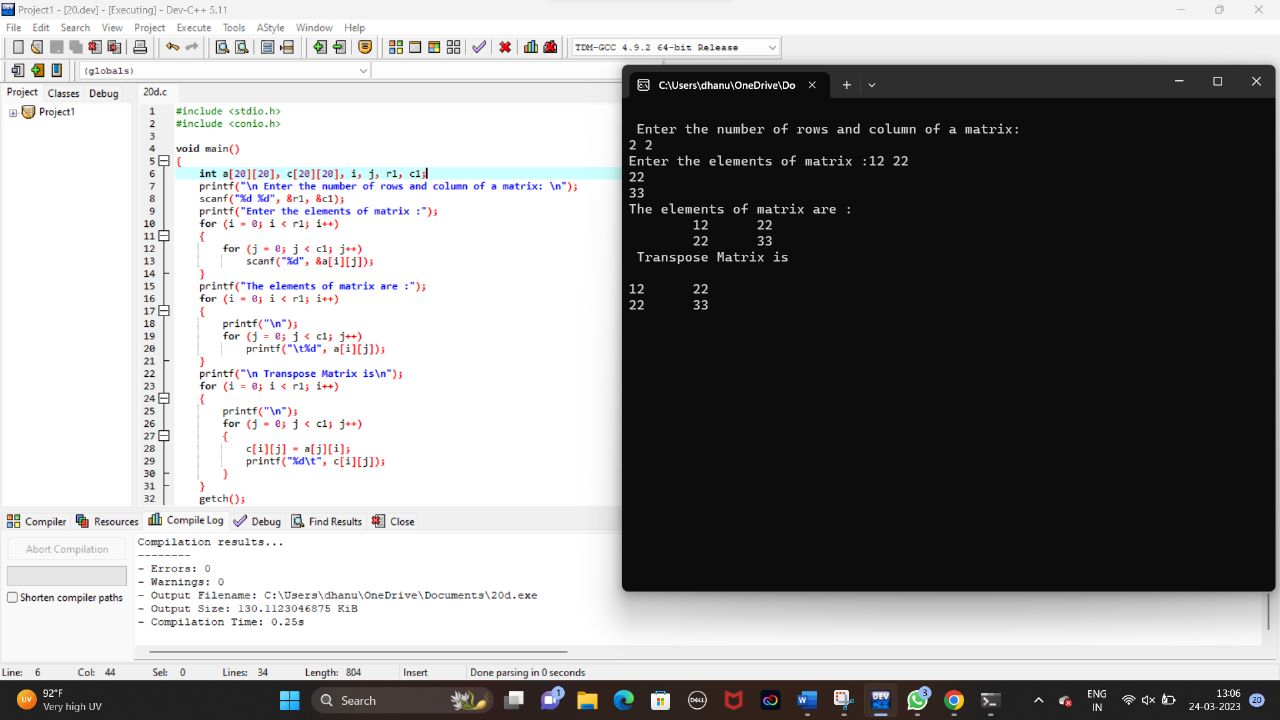 Project1 - [20.dev] - [Executing] - Dev-C++ 5.11
File Edit Search View Project Execute Tools AStyle Window Help
TDM-GCC 4.9.2 64-bit Release
(globals)
Project Classes Debug
Project1
20d.c
1 #include <stdio.h>
2 #include <conio.h>
3
4 void main()
5 {
6 int a[20][20], c[20][20], i, j, r1, c1;
7 printf("\n Enter the number of rows and column of a matrix: \n");
8 scanf("%d %d", &r1, &c1);
9 printf("Enter the elements of matrix :");
10 for (i = 0; i < r1; i++)
11 {
12 for (j = 0; j < c1; j++)
13 scanf("%d", &a[i][j]);
14 }
15 printf("The elements of matrix are :");
16 for (i = 0; i < r1; i++)
17 {
18 printf("\n");
19 for (j = 0; j < c1; j++)
20 printf("\t%d", a[i][j]);
21 }
22 printf("\n Transpose Matrix is\n");
23 for (i = 0; i < r1; i++)
24 {
25 printf("\n");
26 for (j = 0; j < c1; j++)
27 {
28 c[i][j] = a[j][i];
29 printf("%d\t", c[i][j]);
30 }
31 }
32 getch();
C:\Users\dhanu\OneDrive\Do
Enter the number of rows and column of a matrix:
2 2
Enter the elements of matrix :12 22
22
33
The elements of matrix are :
12 22
22 33
Transpose Matrix is
12 22
22 33
Compiler Resources Compile Log Debug Find Results Close
Abort Compilation
Shorten compiler paths
Compilation results...
--------
- Errors: 0
- Warnings: 0
- Output Filename: C:\Users\dhanu\OneDrive\Documents\20d.exe
- Output Size: 130.1123046875 KiB
- Compilation Time: 0.25s
Line: 6 Col: 44 Sel: 0 Lines: 34 Length: 804 Insert Done parsing in 0 seconds
UV
92°F
Very high UV
Search
1
DELL
W
DEV
3
ENG
IN
13:06
24-03-2023
20